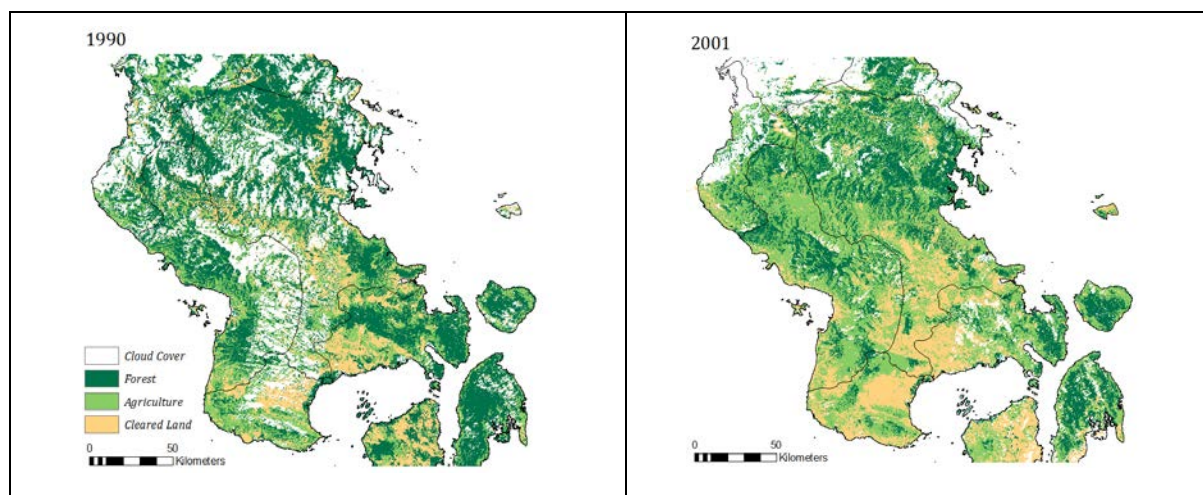 1990
Cloud Cover
Forest
Agriculture
Cleared Land
0 50
Kilometers
2001
0 50
Kilometers